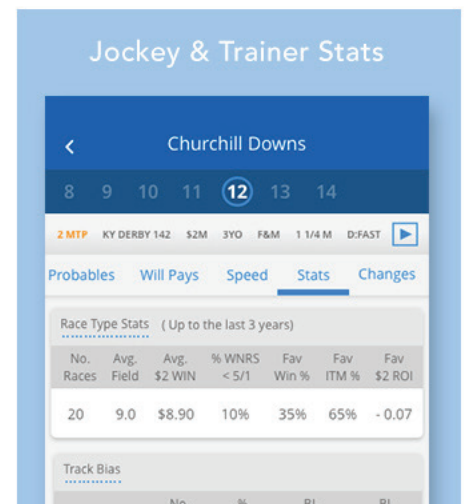 Jockey & Trainer Stats
Churchill Downs
8 9 10 11 12 13 14
2 MTP KY DERBY 142 $2M 3YO F&M 1 1/4 M D:FAST
Probables Will Pays Speed Stats Changes
Race Type Stats ( Up to the last 3 years)
No. Avg. Avg. % WNRS Fav Fav Fav
Races Field $2 WIN < 5/1 Win % ITM % $2 ROI
20 9.0 $8.90 10% 35% 65% - 0.07
Track Bias
No. %